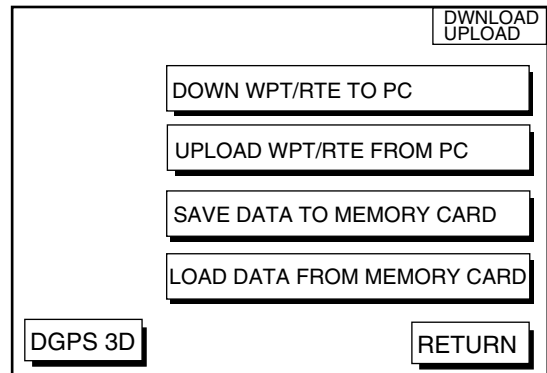 DWNLOAD
UPLOAD
DOWN WPT/RTE TO PC
UPLOAD WPT/RTE FROM PC
SAVE DATA TO MEMORY CARD
LOAD DATA FROM MEMORY CARD
DGPS 3D
RETURN